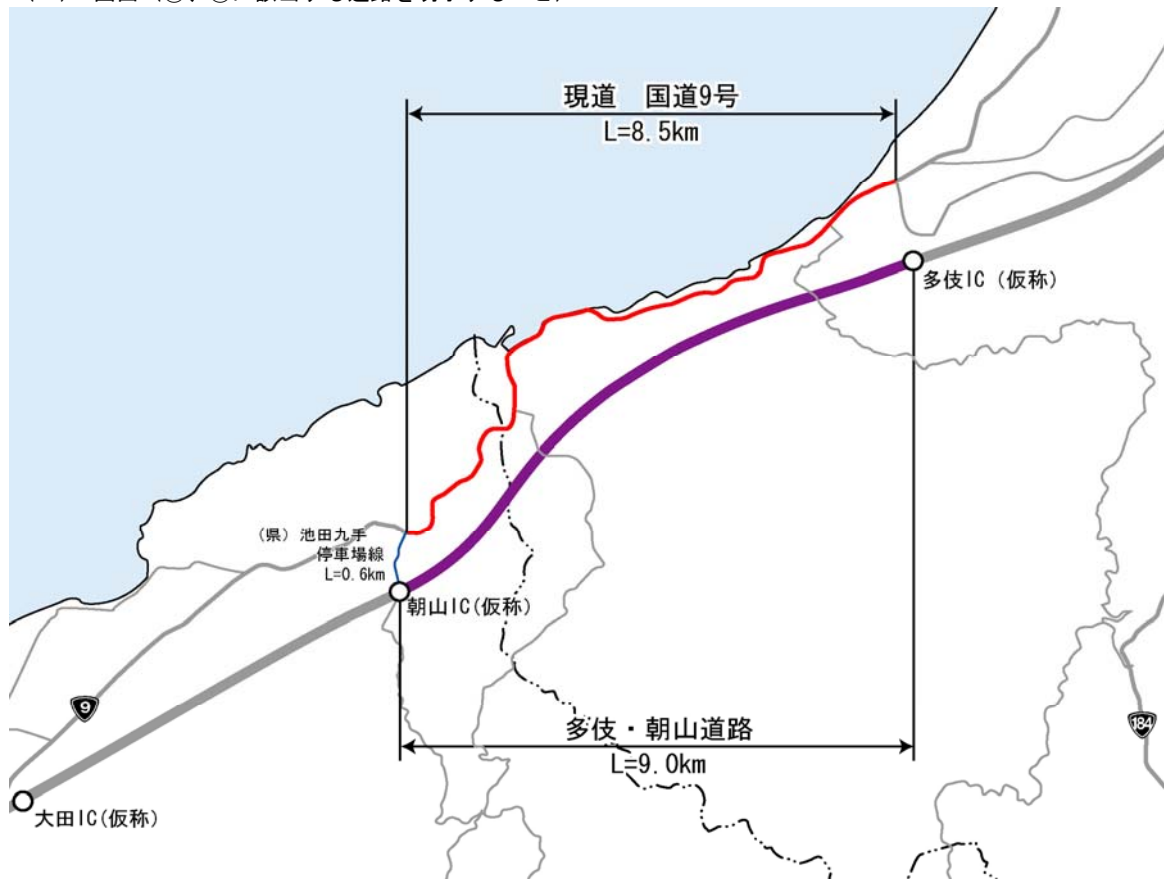 現道　国道9号
L=8.5km
多伎IC（仮称）
（県）池田久手
停車場線
L=0.6km
朝山IC(仮称)
9
184
多伎・朝山道路
L=9.0km
大田IC(仮称)